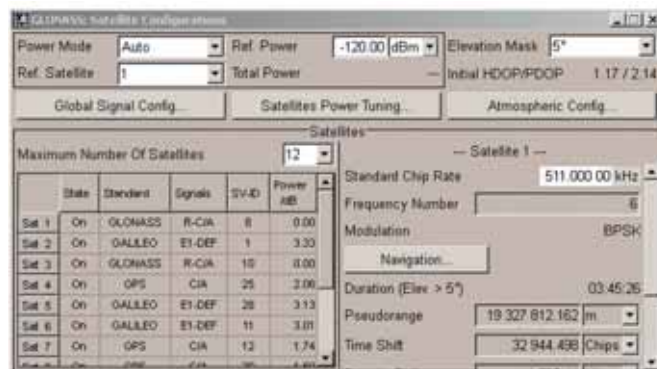 GLONASS: Satellite Configurations
Power Mode Auto Ref. Power -120.00 dBm Elevation Mask 5°
Ref. Satellite 1 Total Power --- Initial HDOP/PDOP 1.17 / 2.14
Global Signal Config... Satellites Power Tuning... Atmospheric Config...
Satellites
Maximum Number Of Satellites 12
State Standard Signals SV-ID Power /dB
Sat 1 On GLONASS R-C/A 8 0.00
Sat 2 On GALILEO E1-DEF 1 3.33
Sat 3 On GLONASS R-C/A 10 0.00
Sat 4 On GPS C/A 25 2.06
Sat 5 On GALILEO E1-DEF 28 3.13
Sat 6 On GALILEO E1-DEF 11 3.01
Sat 7 On GPS C/A 12 1.74
--- Satellite 1 ---
Standard Chip Rate 511.000 00 kHz
Frequency Number 6
Modulation BPSK
Navigation...
Duration (Elev. > 5°) 03:45:26
Pseudorange 19 327 812.162 m
Time Shift 32 944.498 Chips